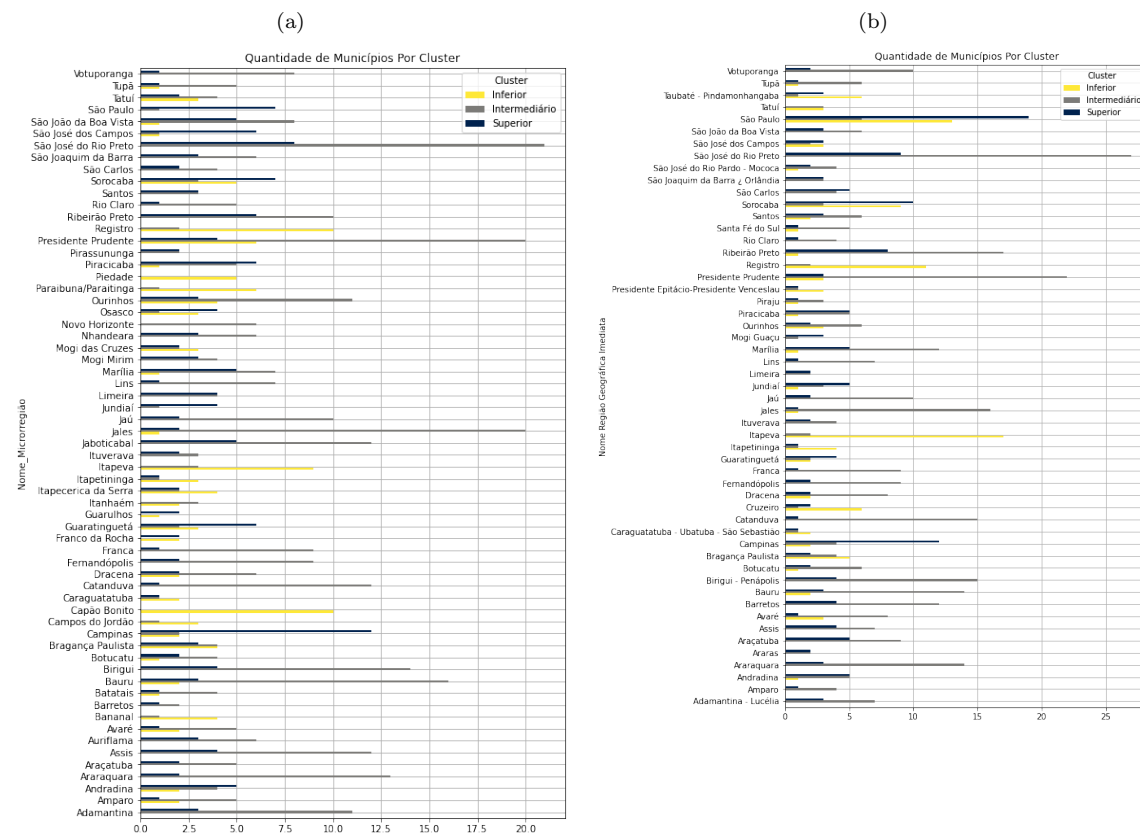 (a)
Quantidade de Municípios Por Cluster
Cluster
Inferior
Intermediário
Superior
Nome_Microrregião
Votuporanga
Tupã
Tatuí
São Paulo
São João da Boa Vista
São José dos Campos
São José do Rio Preto
São Joaquim da Barra
São Carlos
Sorocaba
Santos
Rio Claro
Ribeirão Preto
Registro
Presidente Prudente
Pirassununga
Piracicaba
Piedade
Paraibuna/Paraitinga
Ourinhos
Osasco
Novo Horizonte
Nhandeara
Mogi das Cruzes
Mogi Mirim
Marília
Lins
Limeira
Jundiaí
Jaú
Jales
Jaboticabal
Ituverava
Itapeva
Itapetininga
Itapecerica da Serra
Itanhaém
Guarulhos
Guaratinguetá
Franco da Rocha
Franca
Fernandópolis
Dracena
Catanduva
Caraguatatuba
Capão Bonito
Campos do Jordão
Campinas
Bragança Paulista
Botucatu
Birigui
Bauru
Batatais
Barretos
Bananal
Avaré
Auriflama
Assis
Araçatuba
Araraquara
Andradina
Amparo
Adamantina
0.0 2.5 5.0 7.5 10.0 12.5 15.0 17.5 20.0
(b)
Quantidade de Municípios Por Cluster
Cluster
Inferior
Intermediário
Superior
Nome Região Geográfica Imediata
Votuporanga
Tupã
Taubaté - Pindamonhangaba
Tatuí
São Paulo
São João da Boa Vista
São José dos Campos
São José do Rio Preto
São José do Rio Pardo - Mococa
São Joaquim da Barra ¿ Orlândia
São Carlos
Sorocaba
Santos
Santa Fé do Sul
Rio Claro
Ribeirão Preto
Registro
Presidente Prudente
Presidente Epitácio-Presidente Venceslau
Piraju
Piracicaba
Ourinhos
Mogi Guaçu
Marília
Lins
Limeira
Jundiaí
Jaú
Jales
Ituverava
Itapeva
Itapetininga
Guaratinguetá
Franca
Fernandópolis
Dracena
Cruzeiro
Catanduva
Caraguatatuba - Ubatuba - São Sebastião
Campinas
Bragança Paulista
Botucatu
Birigui - Penápolis
Bauru
Barretos
Avaré
Assis
Araçatuba
Araras
Araraquara
Andradina
Amparo
Adamantina - Lucélia
0 5 10 15 20 25